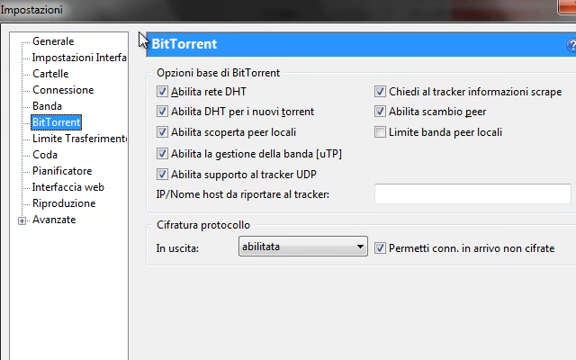 Impostazioni
Generale
Impostazioni Interfa
Cartelle
Connessione
Banda
BitTorrent
Limite Trasferiment
Coda
Pianificatore
Interfaccia web
Riproduzione
Avanzate
BitTorrent
Opzioni base di BitTorrent
Abilita rete DHT
Chiedi al tracker informazioni scrape
Abilita DHT per i nuovi torrent
Abilita scambio peer
Abilita scoperta peer locali
Limite banda peer locali
Abilita la gestione della banda [uTP]
Abilita supporto al tracker UDP
IP/Nome host da riportare al tracker:
Cifratura protocollo
In uscita:
abilitata
Permetti conn. in arrivo non cifrate